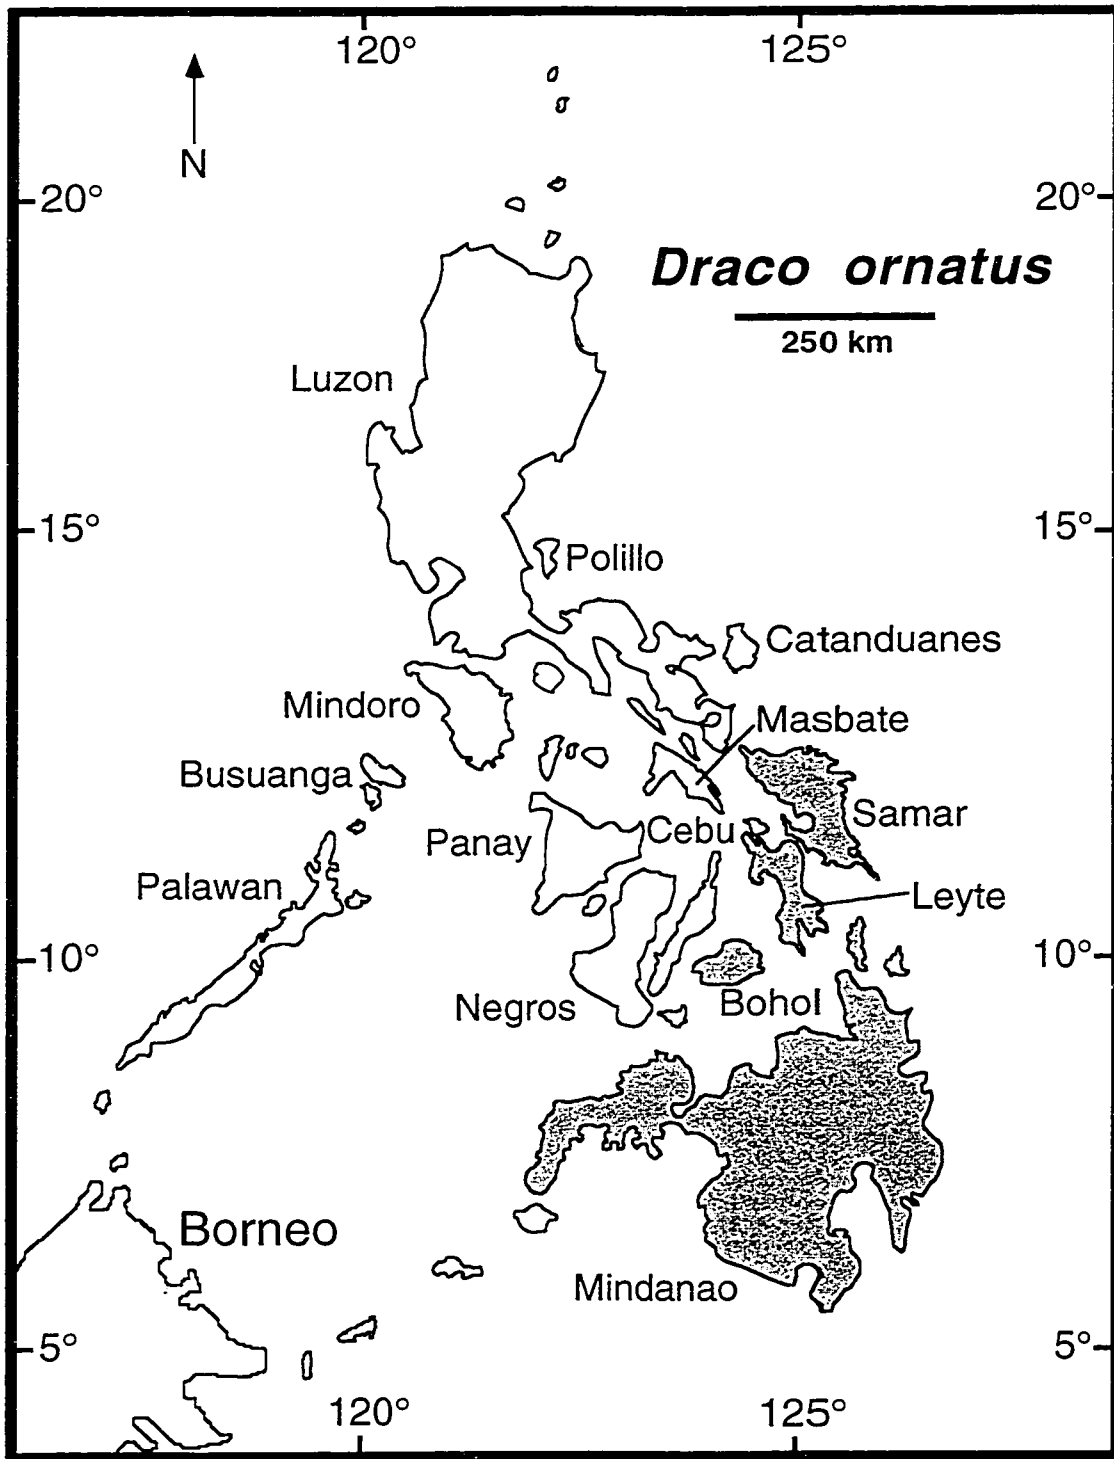 120° 125°
N
20° 20°
Draco ornatus
250 km
Luzon
15° 15°
Polillo
Catanduanes
Mindoro
Masbate
Busuanga
Samar
Cebu
Panay
Palawan
Leyte
10° 10°
Negros
Bohol
Borneo
Mindanao
5° 5°
120° 125°